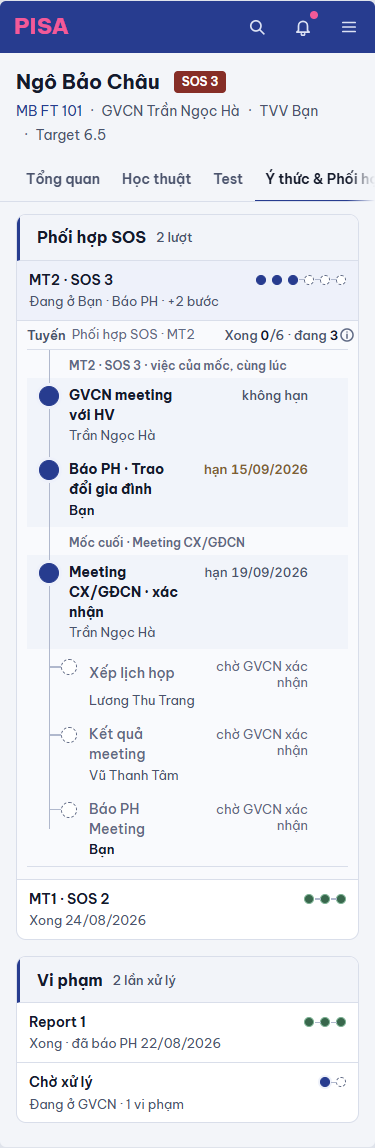 PISA
Ngô Bảo Châu SOS 3
MB FT 101 · GVCN Trần Ngọc Hà · TVV Bạn
· Target 6.5
Tổng quan Học thuật Test Ý thức & Phối
Phối hợp SOS 2 lượt
MT2 · SOS 3
Đang ở Bạn · Báo PH · +2 bước
Tuyến Phối hợp SOS · MT2 Xong 0/6 · đang 3
MT2 · SOS 3 · việc của mốc, cùng lúc
GVCN meeting không hạn
với HV
Trần Ngọc Hà
Báo PH · Trao hạn 15/09/2026
đổi gia đình
Bạn
Mốc cuối · Meeting CX/GĐCN
Meeting hạn 19/09/2026
CX/GĐCN · xác
nhận
Trần Ngọc Hà
Xếp lịch họp chờ GVCN xác
nhận
Lương Thu Trang
Kết quả chờ GVCN xác
meeting nhận
Vũ Thanh Tâm
Báo PH chờ GVCN xác
Meeting nhận
Bạn
MT1 · SOS 2
Xong 24/08/2026
Vi phạm 2 lần xử lý
Report 1
Xong · đã báo PH 22/08/2026
Chờ xử lý
Đang ở GVCN · 1 vi phạm